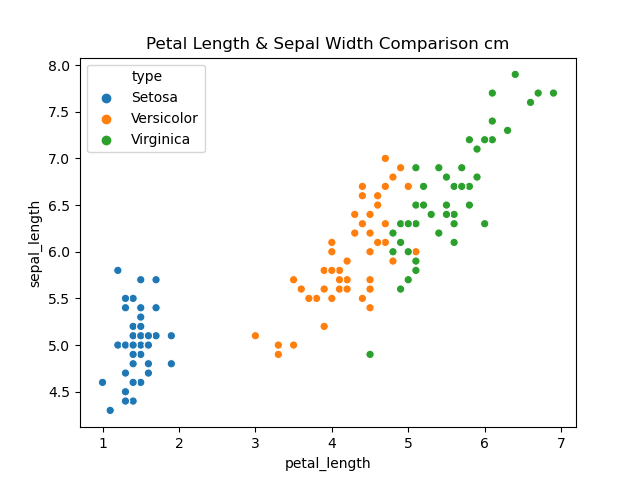 Petal Length & Sepal Width Comparison cm
type
Setosa
Versicolor
Virginica
sepal_length
8.0
7.5
7.0
6.5
6.0
5.5
5.0
4.5
1 2 3 4 5 6 7
petal_length